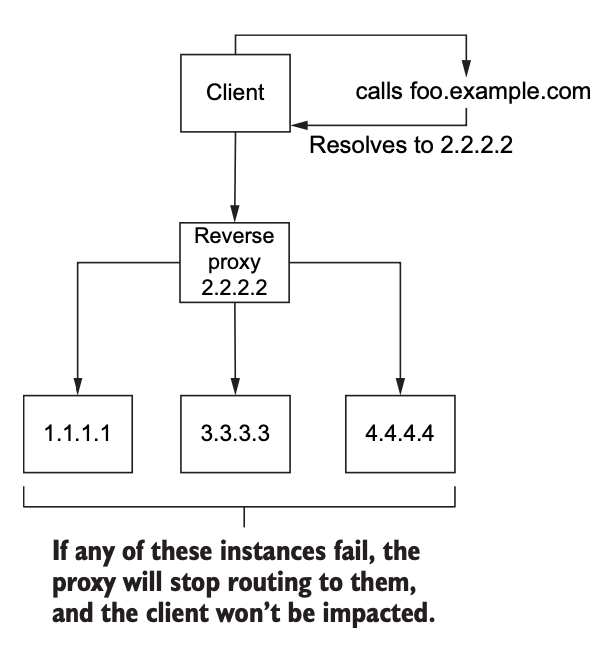 Client
calls foo.example.com
Resolves to 2.2.2.2
Reverse
proxy
2.2.2.2
1.1.1.1
3.3.3.3
4.4.4.4
If any of these instances fail, the
proxy will stop routing to them,
and the client won’t be impacted.